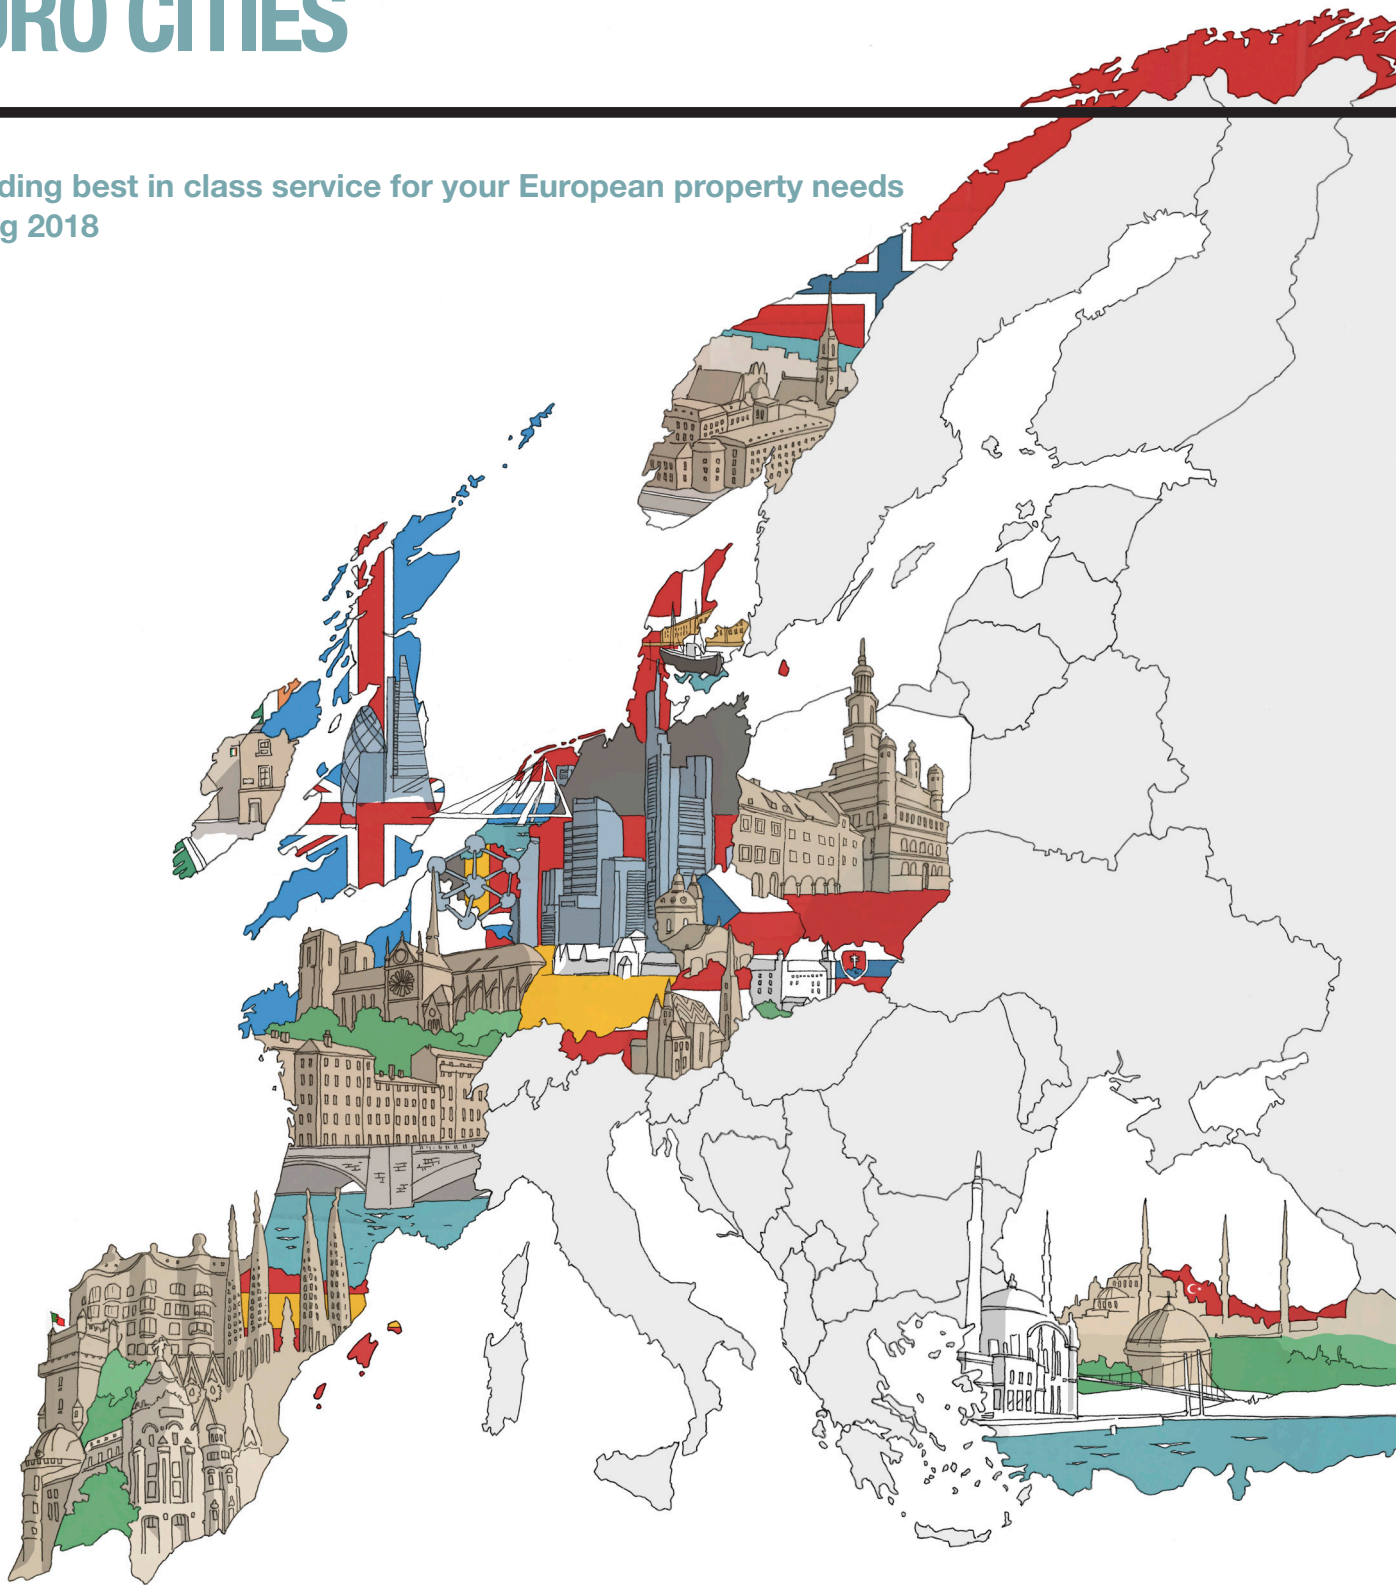 URO CITIES
ding best in class service for your European property needs
g 2018